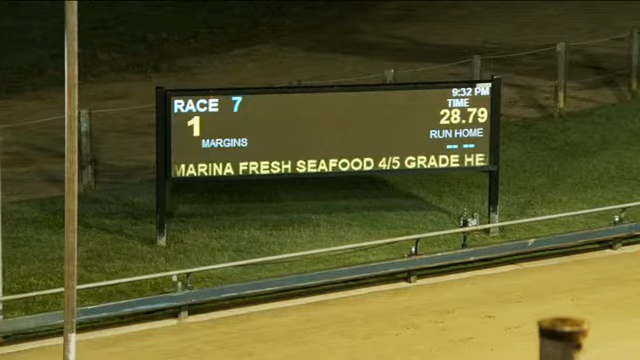 RACE 7
9:32 PM
TIME
1
28.79
MARGINS
RUN HOME
MARINA FRESH SEAFOOD 4/5 GRADE HE